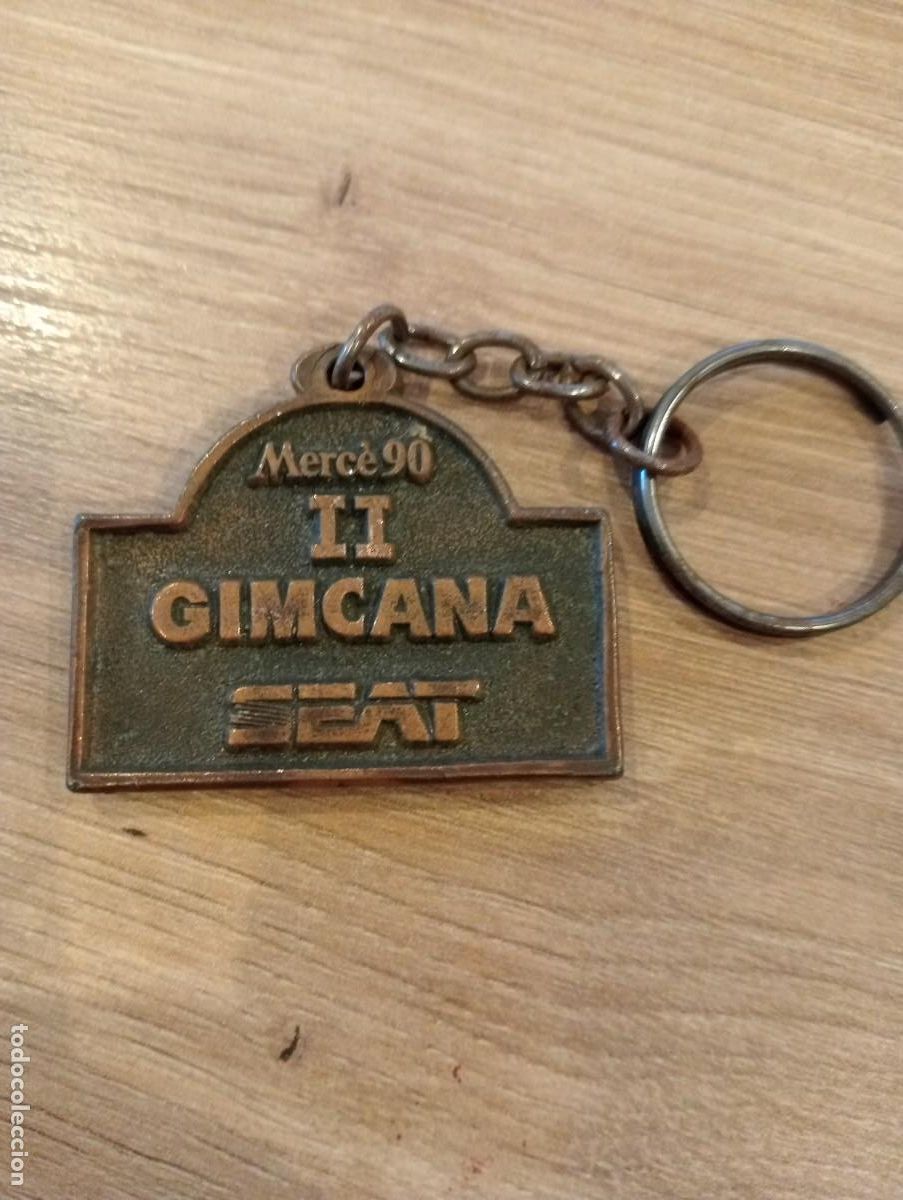 Mercè 90
II
GIMCANA
SEAT
todocoleccion